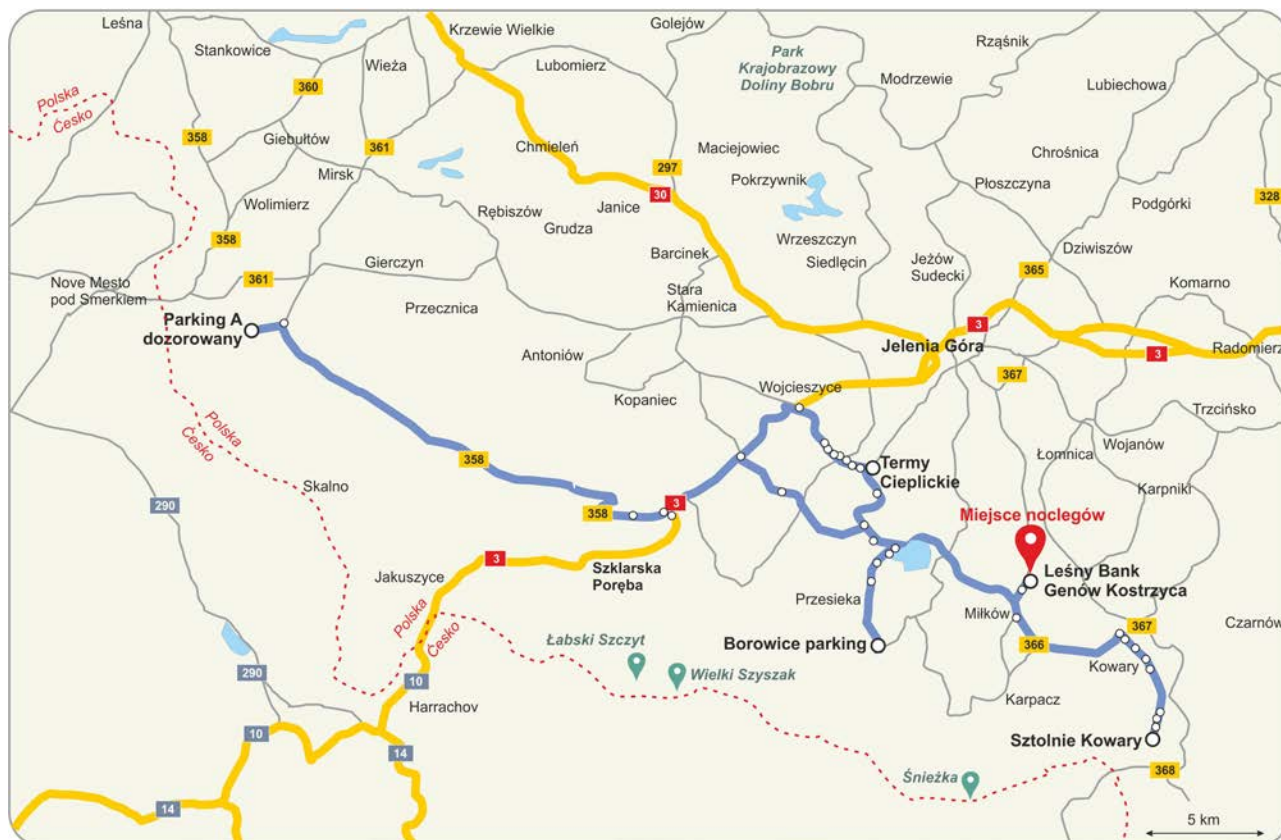 Leśna
Stankowice
Wieża
Krzewie Wielkie
Golejów
Lubomierz
Park
Krajobrazowy
Doliny Bobru
Rząśnik
Modrzewie
Lubiechowa
Polska
Česko
360
358
Giebułtów
361
Chmieleń
Maciejowiec
297
Chrośnica
Mirsk
Pokrzywnik
Płoszczyna
30
328
Wolimierz
Rębiszów
Janice
Podgórki
Grudza
358
Wrzeszczyn
Dziwiszów
Barcinek
Siedlęcin
Jeżów
Sudecki
365
Gierczyn
361
Nove Mesto
pod Smerkiem
Komarno
Stara
Kamienica
Przecznica
Parking A
dozorowany
3
Jelenia Góra
3
Radomierz
Antoniów
367
Wojcieszyce
Kopaniec
Trzcińsko
Polska
Česko
Wojanów
Łomnica
358
Termy
Cieplickie
Karpniki
Skalno
290
3
358
Miejsce noclegów
3
Szklarska
Poręba
Jakuszyce
Leśny Bank
Genów Kostrzyca
Przesieka
Miłków
Polska
Česko
367
Czarnów
Borowice parking
366
Łabski Szczyt
Wielki Szyszak
Kowary
290
10
Harrachov
Karpacz
10
Sztolnie Kowary
14
Śnieżka
368
14
5 km